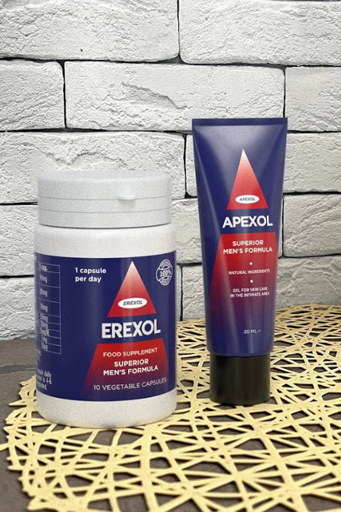 1 capsule
per day
100%
EREXOL
EREXOL
FOOD SUPPLEMENT
SUPERIOR
MEN'S FORMULA
10 VEGETABLE CAPSULES
APEXOL
APEXOL
SUPERIOR
MEN'S FORMULA
NATURAL INGREDIENTS
GEL FOR SKIN CARE
IN THE INTIMATE AREA
30 ML